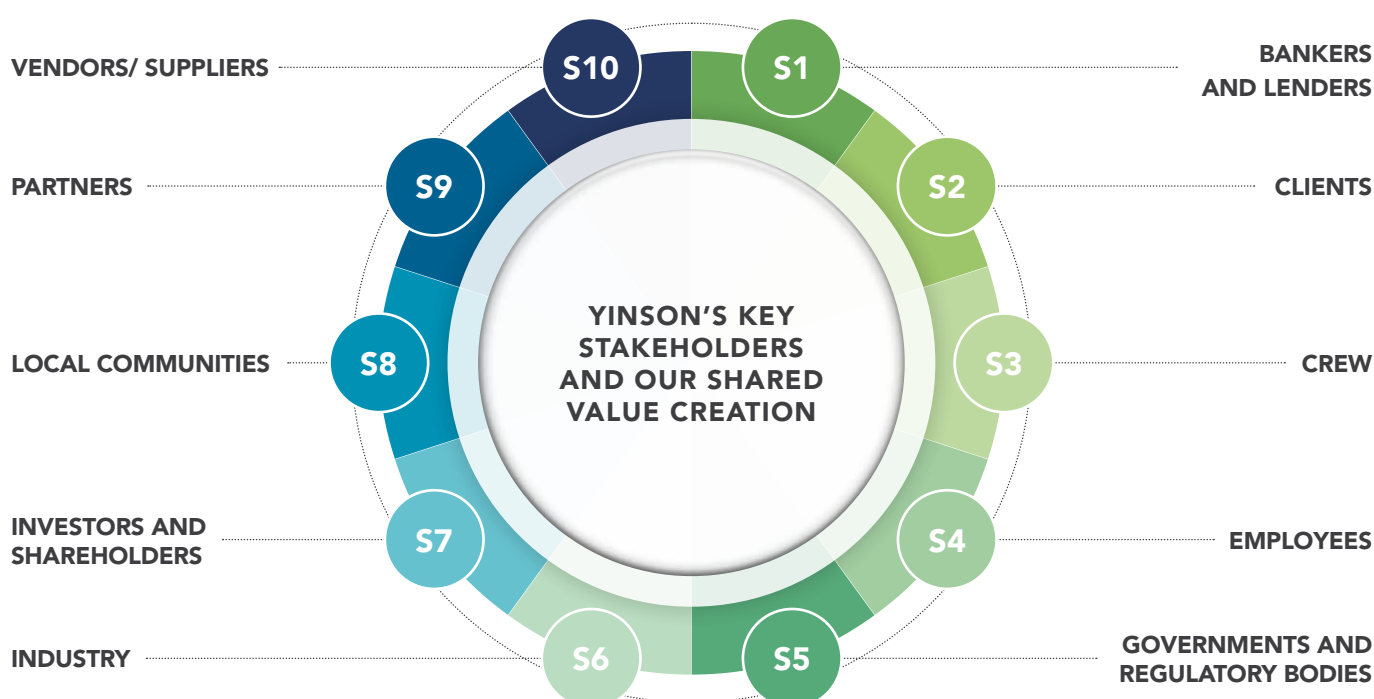 VENDORS/ SUPPLIERS
S10
S1
BANKERS
AND LENDERS
PARTNERS
S9
S2
CLIENTS
LOCAL COMMUNITIES
S8
YINSON'S KEY
STAKEHOLDERS
AND OUR SHARED
VALUE CREATION
S3
CREW
INVESTORS AND
SHAREHOLDERS
S7
S4
EMPLOYEES
INDUSTRY
S6
S5
GOVERNMENTS AND
REGULATORY BODIES